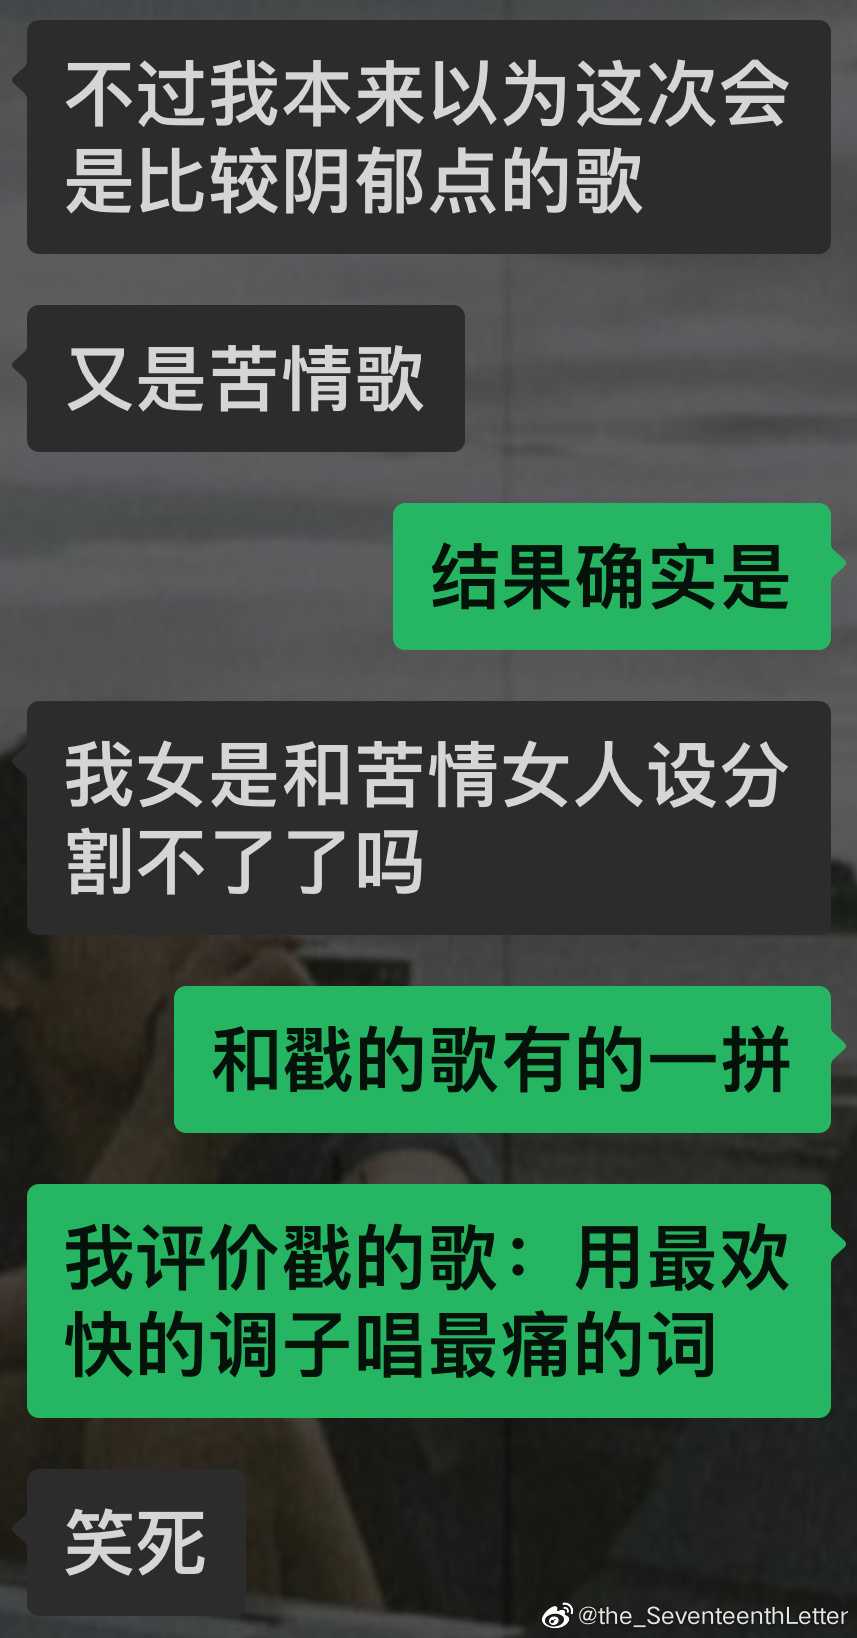 不过我本来以为这次会
是比较阴郁点的歌
又是苦情歌
结果确实是
我女是和苦情女人设分
割不了了吗
和戳的歌有的一拼
我评价戳的歌：用最欢
快的调子唱最痛的词
笑死
@the_SeventeenthLetter